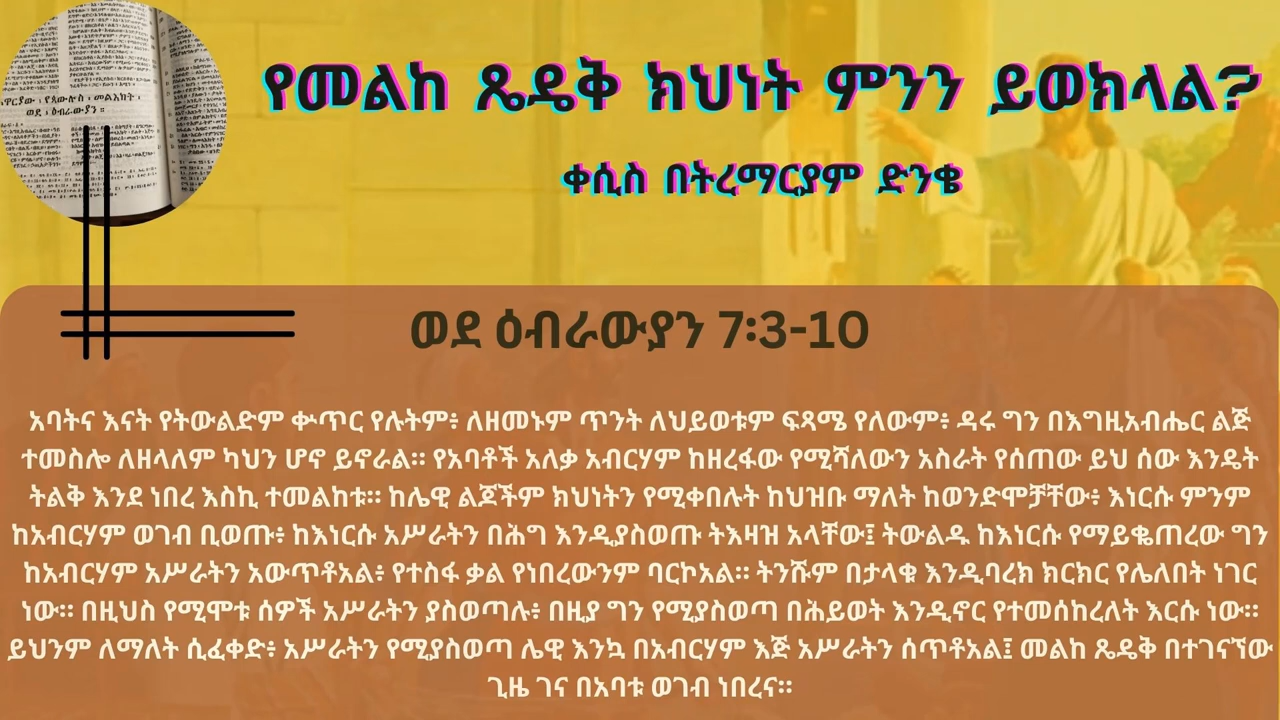 ዋርያው ፡ የጳውሎስ ፡ መልእክት ፡
ወደ ፡ ዕብራውያን ።
የመልከ ጼዴቅ ክህነት ምንን ይወክላል?
ቀሲስ በትረማርያም ድንቄ
ወደ ዕብራውያን 7፡3-10
አባትና እናት የትውልድም ቍጥር የሉትም፥ ለዘመኑም ጥንት ለህይወቱም ፍጻሜ የለውም፥ ዳሩ ግን በእግዚአብሔር ልጅ
ተመስሎ ለዘላለም ካህን ሆኖ ይኖራል። የአባቶች አለቃ አብርሃም ከዘረፋው የሚሻለውን አስራት የሰጠው ይህ ሰው እንዴት
ትልቅ እንደ ነበረ እስኪ ተመልከቱ። ከሌዊ ልጆችም ክህነትን የሚቀበሉት ከህዝቡ ማለት ከወንድሞቻቸው፥ እነርሱ ምንም
ከአብርሃም ወገብ ቢወጡ፥ ከእነርሱ አሥራትን በሕግ እንዲያስወጡ ትእዛዝ አላቸው፤ ትውልዱ ከእነርሱ የማይቈጠረው ግን
ከአብርሃም አሥራትን አውጥቶአል፥ የተስፋ ቃል የነበረውንም ባርኮአል። ትንሹም በታላቁ እንዲባረክ ክርክር የሌለበት ነገር
ነው። በዚህስ የሚሞቱ ሰዎች አሥራትን ያስወጣሉ፥ በዚያ ግን የሚያስወጣ በሕይወት እንዲኖር የተመሰከረለት እርሱ ነው።
ይህንም ለማለት ሲፈቀድ፥ አሥራትን የሚያስወጣ ሌዊ እንኳ በአብርሃም እጅ አሥራትን ሰጥቶአል፤ መልከ ጼዴቅ በተገናኘው
ጊዜ ገና በአባቱ ወገብ ነበረና።